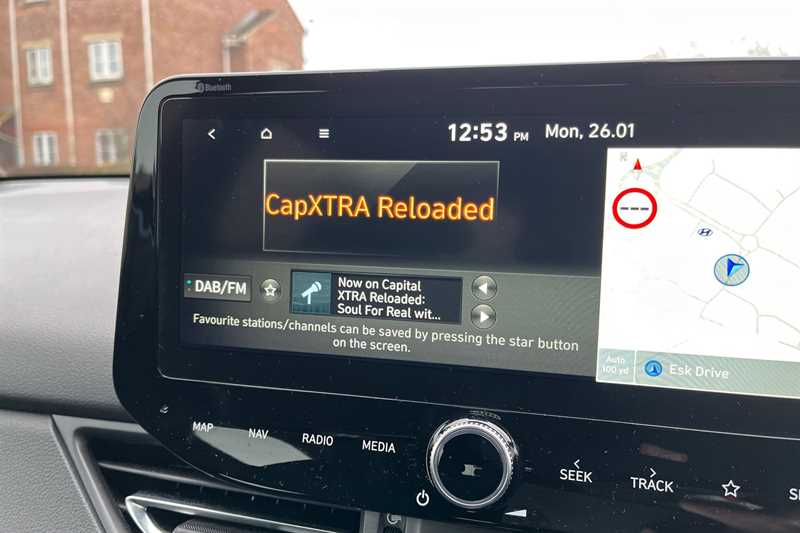 Bluetooth
12:53 PM Mon, 26.01
CapXTRA Reloaded
DAB/FM
Now on Capital
XTRA Reloaded:
Soul For Real wit...
Favourite stations/channels can be saved by pressing the star button
on the screen.
Auto
100 yd
Esk Drive
MAP
NAV
RADIO
MEDIA
SEEK
TRACK